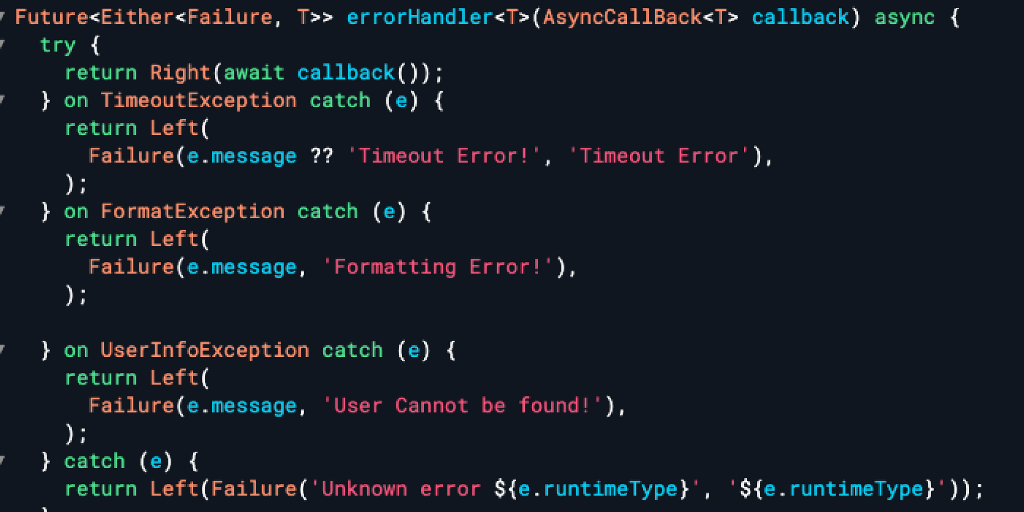 Future<Either<Failure, T>> errorHandler<T>(AsyncCallBack<T> callback) async {
try {
return Right(await callback());
} on TimeoutException catch (e) {
return Left(
Failure(e.message ?? 'Timeout Error!', 'Timeout Error'),
);
} on FormatException catch (e) {
return Left(
Failure(e.message, 'Formatting Error!'),
);
} on UserInfoException catch (e) {
return Left(
Failure(e.message, 'User Cannot be found!'),
);
} catch (e) {
return Left(Failure('Unknown error ${e.runtimeType}', '${e.runtimeType}'));
}